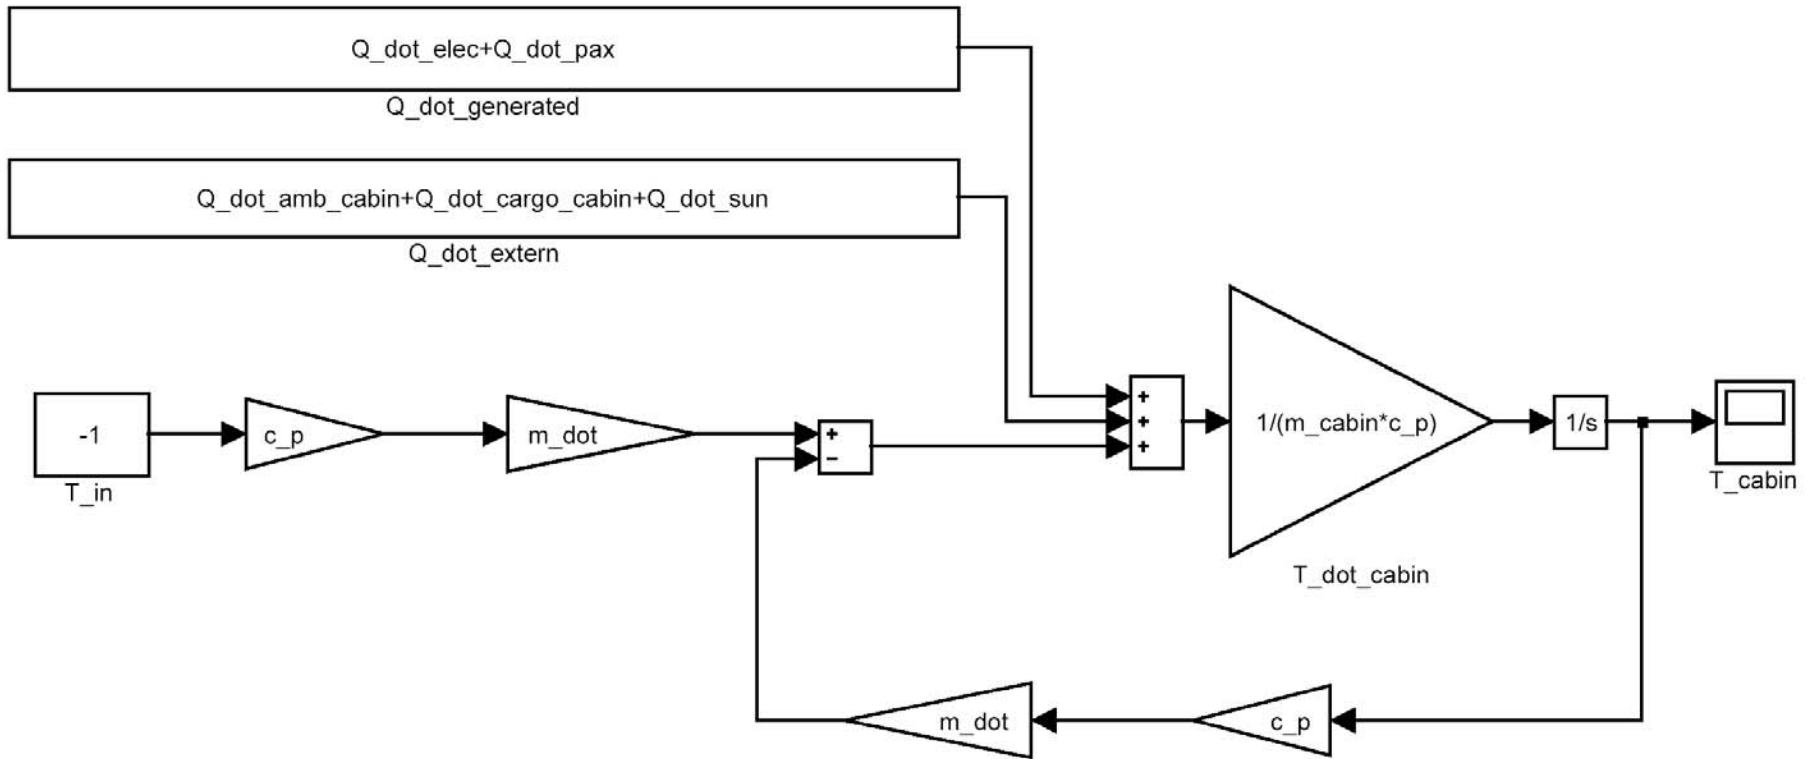 Q_dot_elec+Q_dot_pax
Q_dot_generated
Q_dot_amb_cabin+Q_dot_cargo_cabin+Q_dot_sun
Q_dot_extern
-1
T_in
c_p
m_dot
+
−
+
+
+
1/(m_cabin*c_p)
T_dot_cabin
1/s
T_cabin
m_dot
c_p